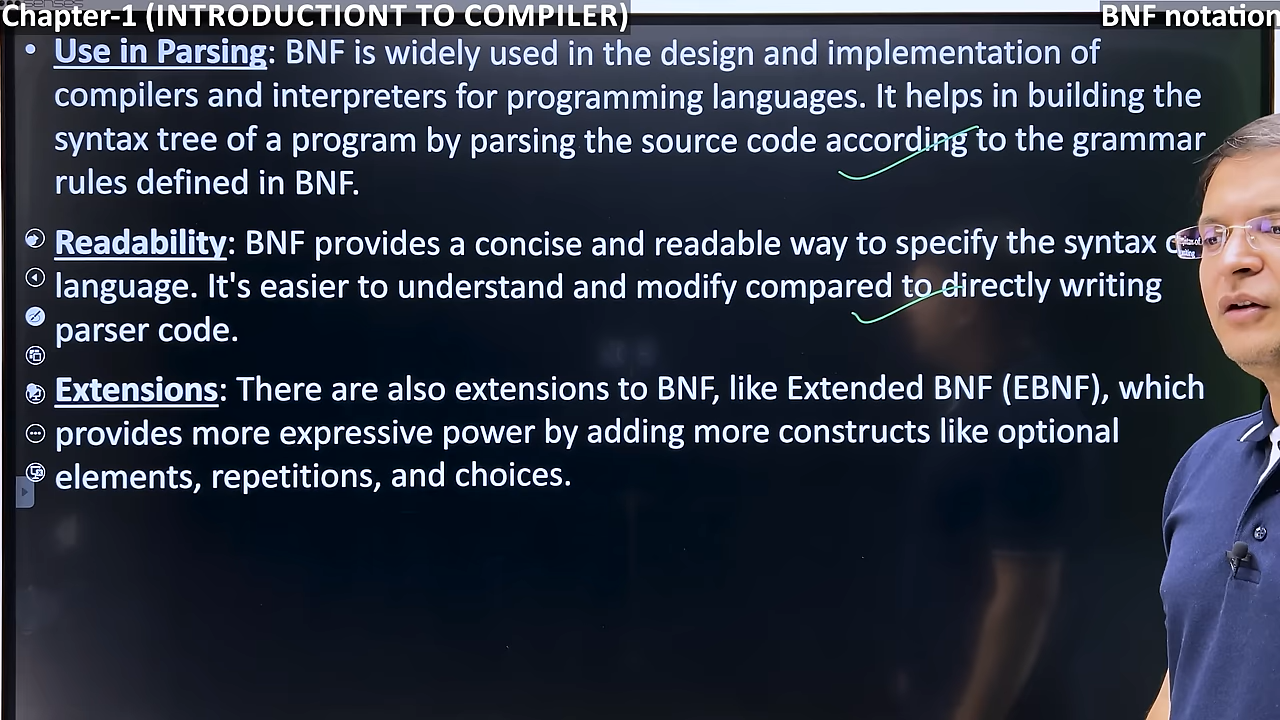 Chapter-1 (INTRODUCTIONT TO COMPILER)
BNF notation
• Use in Parsing: BNF is widely used in the design and implementation of
compilers and interpreters for programming languages. It helps in building the
syntax tree of a program by parsing the source code according to the grammar
rules defined in BNF.
Readability: BNF provides a concise and readable way to specify the syntax
language. It's easier to understand and modify compared to directly writing
parser code.
Extensions: There are also extensions to BNF, like Extended BNF (EBNF), which
provides more expressive power by adding more constructs like optional
elements, repetitions, and choices.